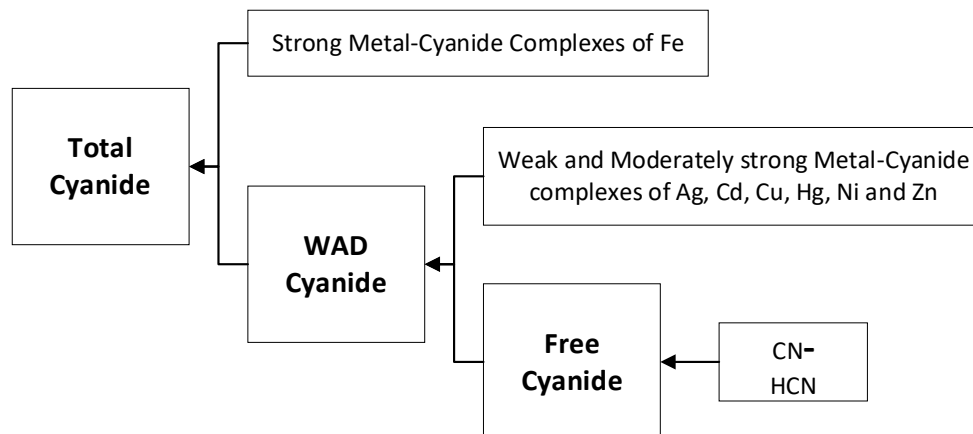 Strong Metal-Cyanide Complexes of Fe
Total
Cyanide
Weak and Moderately strong Metal-Cyanide
complexes of Ag, Cd, Cu, Hg, Ni and Zn
WAD
Cyanide
Free
Cyanide
CN-
HCN